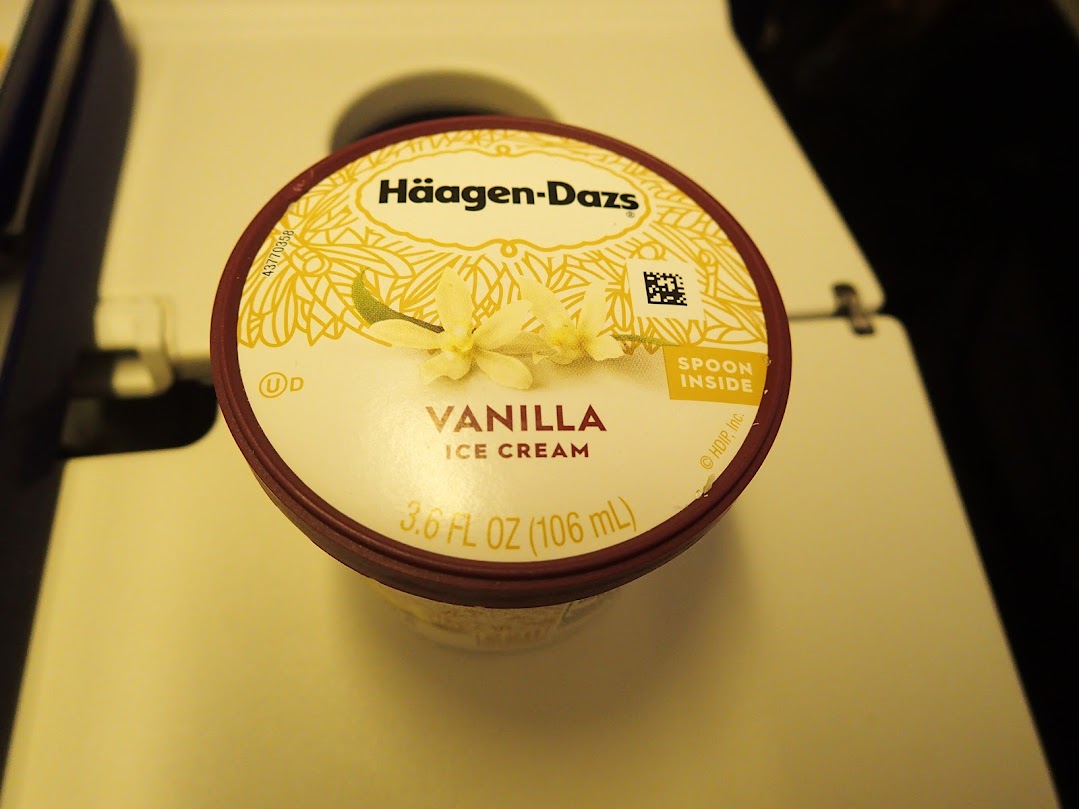 Häagen-Dazs
®
43770358
SPOON
INSIDE
U D
VANILLA
ICE CREAM
© HDIP, Inc.
3.6 FL OZ (106 mL)